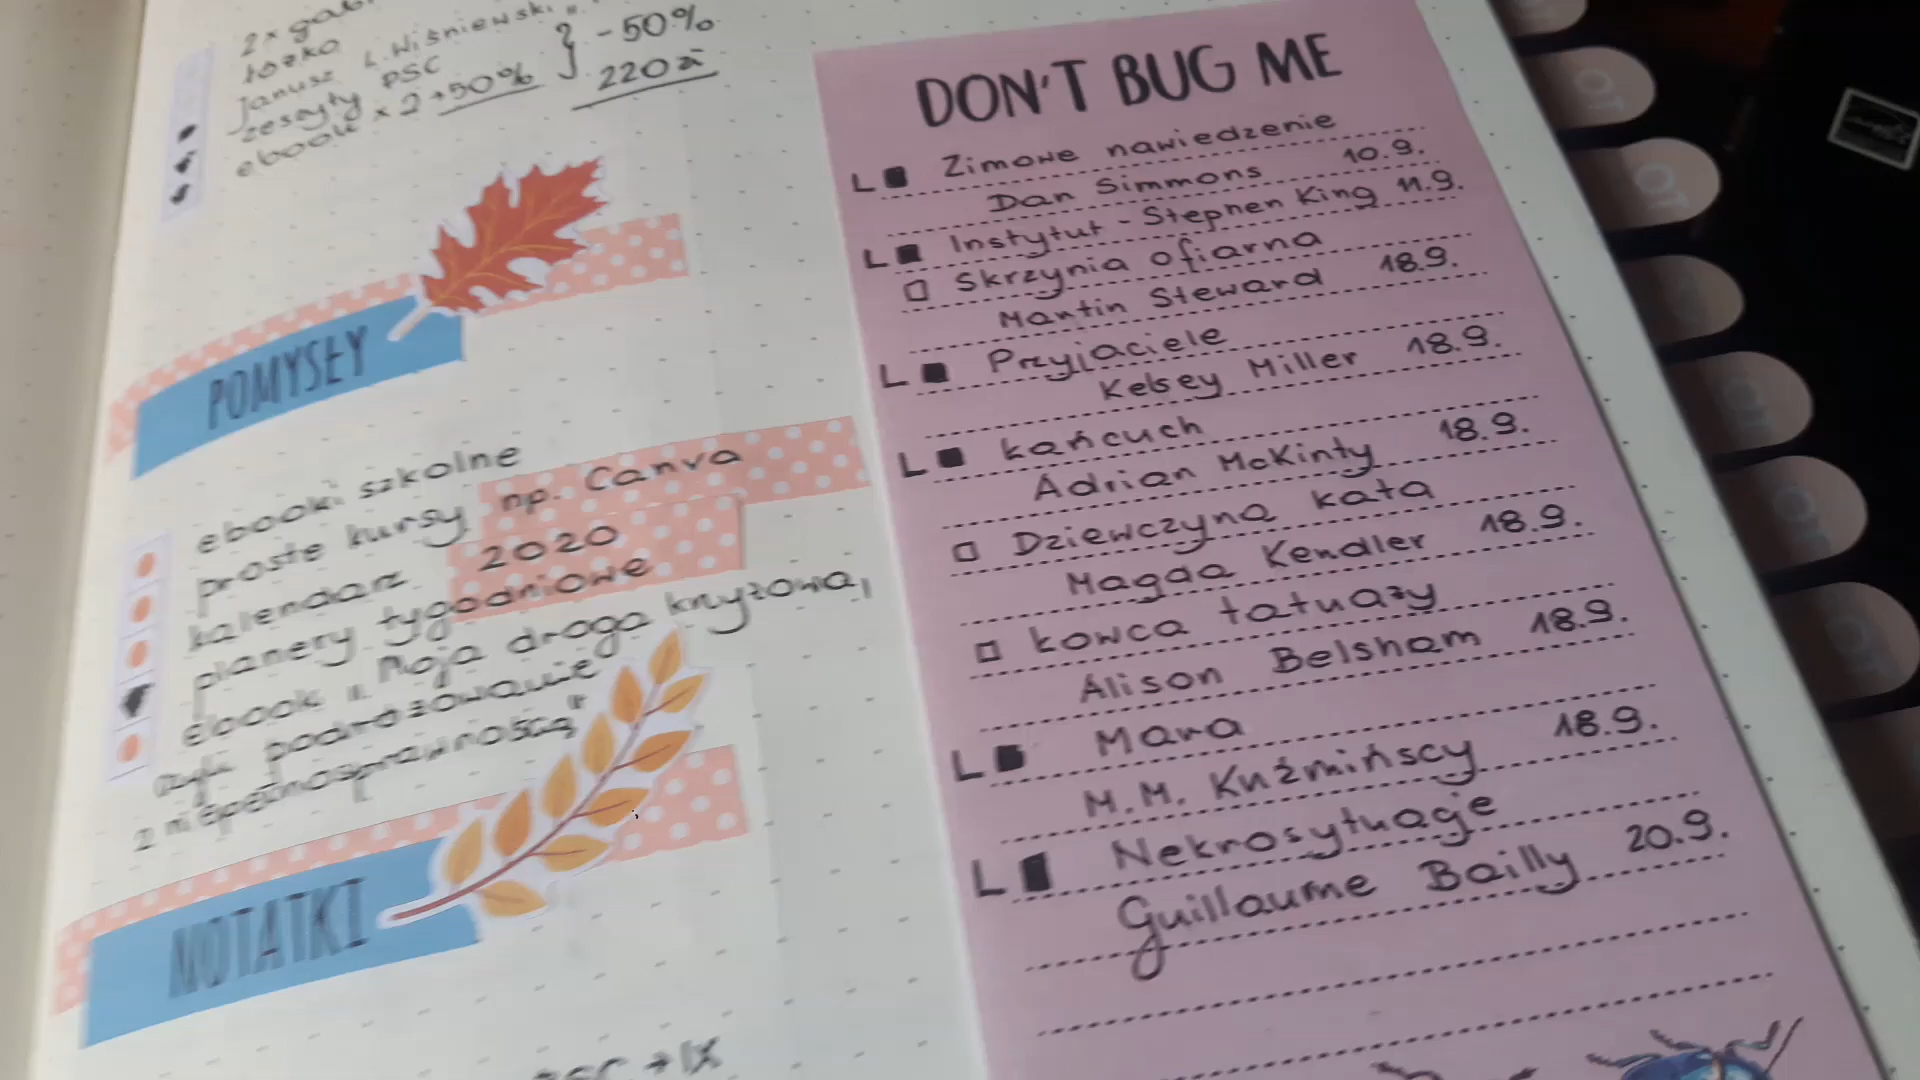 2x gab
łóżko
Janusz L. Wiśniewski "
zeszyty PSC
ebook x 2 +50% } -50%
220 zł
POMYSŁY
ebooki szkolne
proste kursy np. Canva
kalendarz 2020
planery tygodniowe
ebook "Moja droga krzyżowa,
czyli podróżowanie
z niepełnosprawnością"
NOTATKI
PSC → IX
DON'T BUG ME
L ■ Zimowe nawiedzenie
Dan Simmons 10.9.
L ■ Instytut - Stephen King 11.9.
□ Skrzynia ofiarna
Martin Steward 18.9.
L ■ Przyjaciele
Kelsey Miller 18.9.
L ■ Łańcuch
Adrian McKinty 18.9.
□ Dziewczyna kata
Magda Kendler 18.9.
□ Łowca tatuaży
Alison Belsham 18.9.
L ■ Mara
M.M. Kuźmińscy 18.9.
L ■ Nekrosytuacje
Guillaume Bailly 20.9.